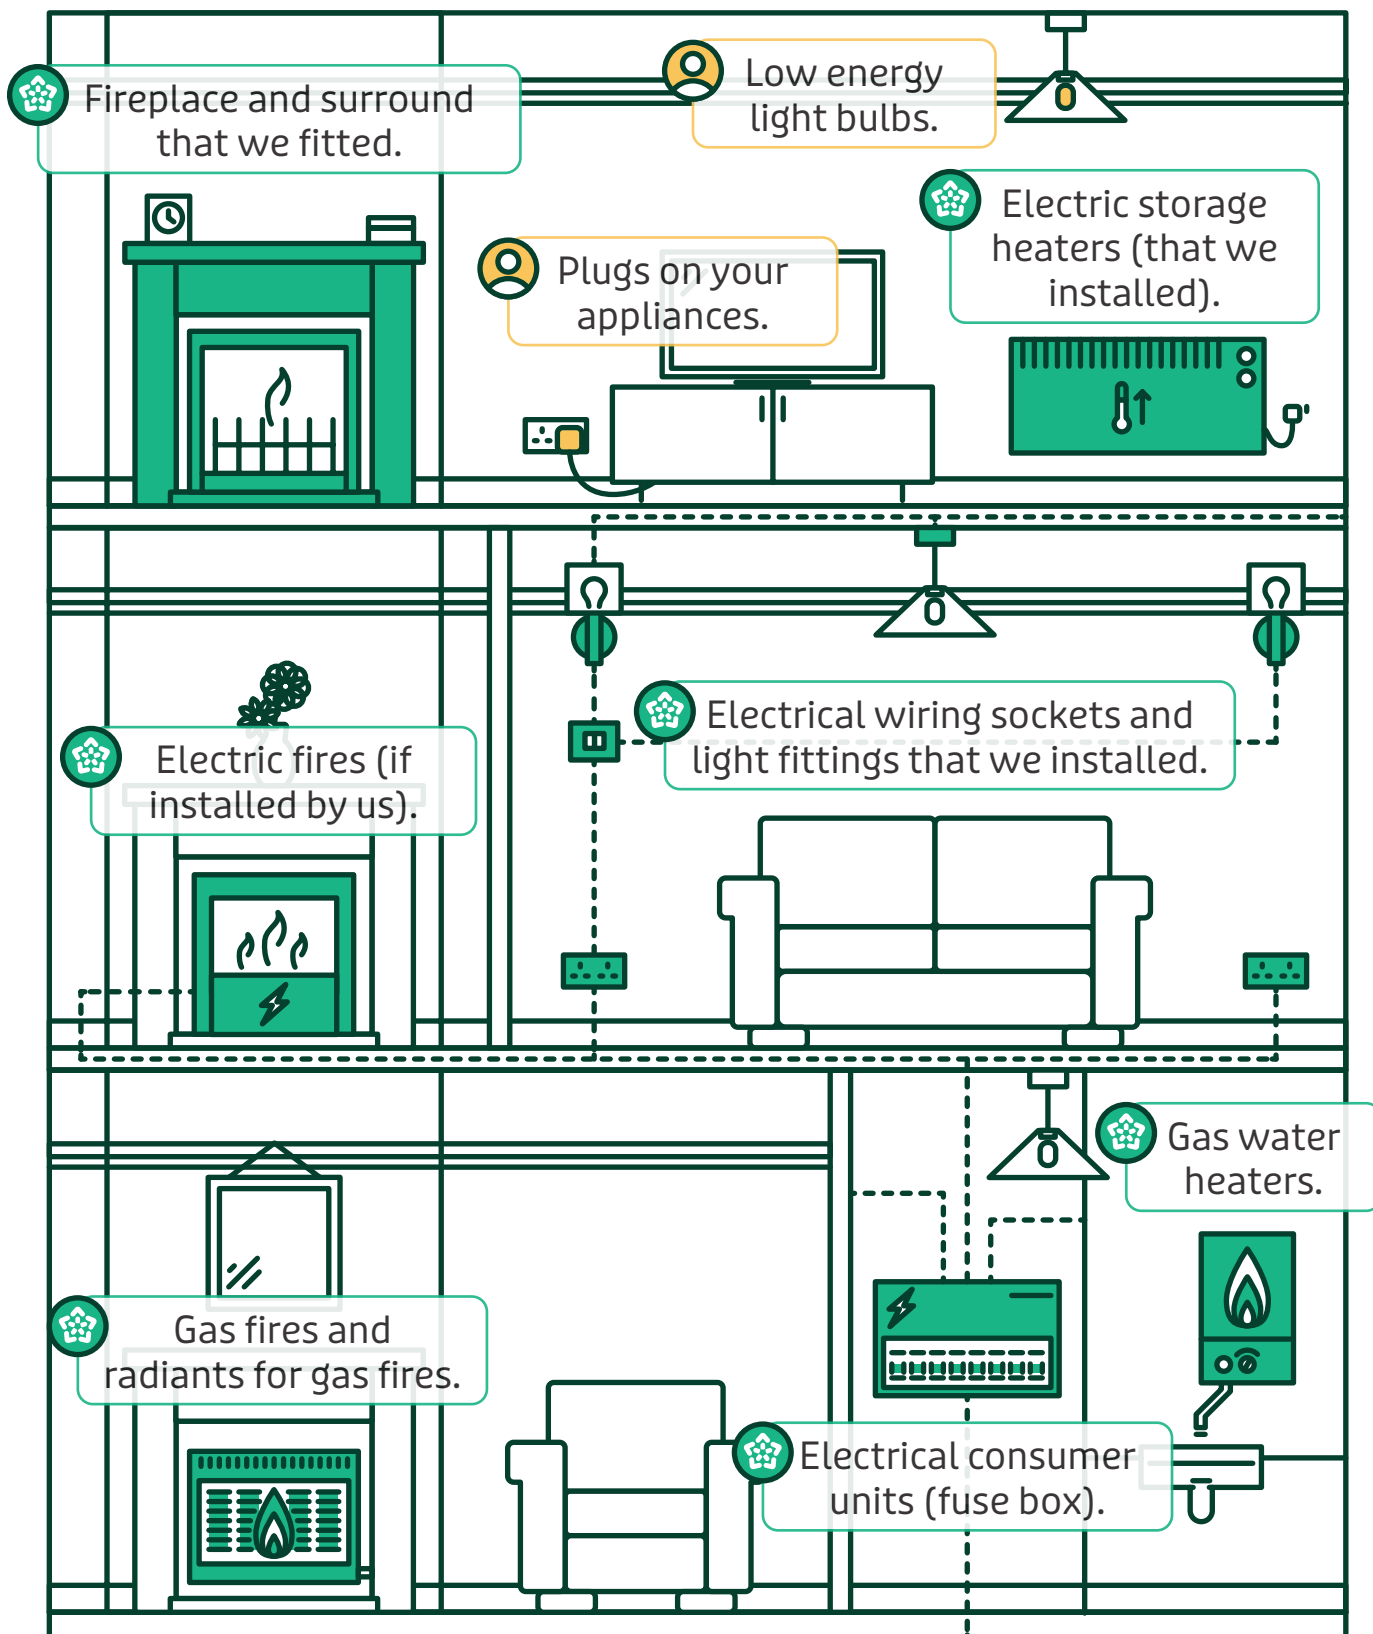 Fireplace and surround
that we fitted.
Low energy
light bulbs.
Electric storage
heaters (that we
installed).
Plugs on your
appliances.
Electrical wiring sockets and
light fittings that we installed.
Electric fires (if
installed by us).
Gas water
heaters.
Gas fires and
radiants for gas fires.
Electrical consumer
units (fuse box).